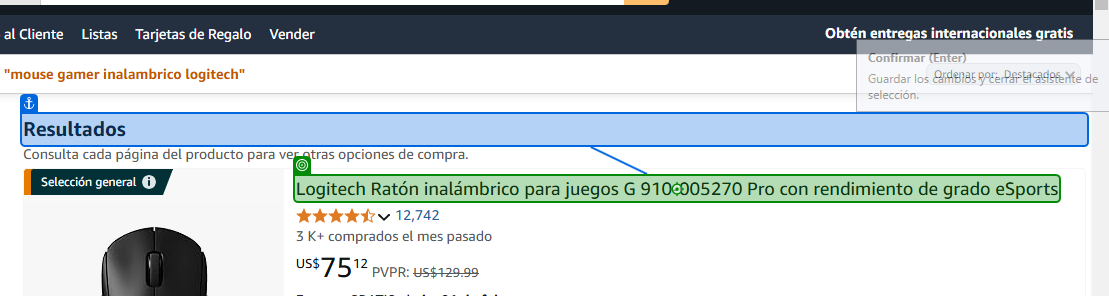 al Cliente Listas Tarjetas de Regalo Vender Obtén entregas internacionales gratis
"mouse gamer inalambrico logitech"
Confirmar (Enter)
Ordenar por: Destacados
Guardar los cambios y cerrar el asistente de selección.
Resultados
Consulta cada página del producto para ver otras opciones de compra.
Selección general
Logitech Ratón inalámbrico para juegos G 910-005270 Pro con rendimiento de grado eSports
12,742
3 K+ comprados el mes pasado
US$7512 PVPR: US$129.99